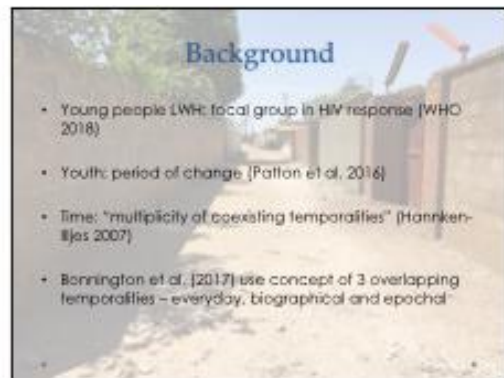 Background
• Young people LWH: focal group in HIV response (WHO
2018)
• Youth: period of change (Patton et al. 2016)
• Time: "multiplicity of coexisting temporalities" (Hannken-
Illjes 2007)
• Bonnington et al. (2017) use concept of 3 overlapping
temporalities – everyday, biographical and epochal